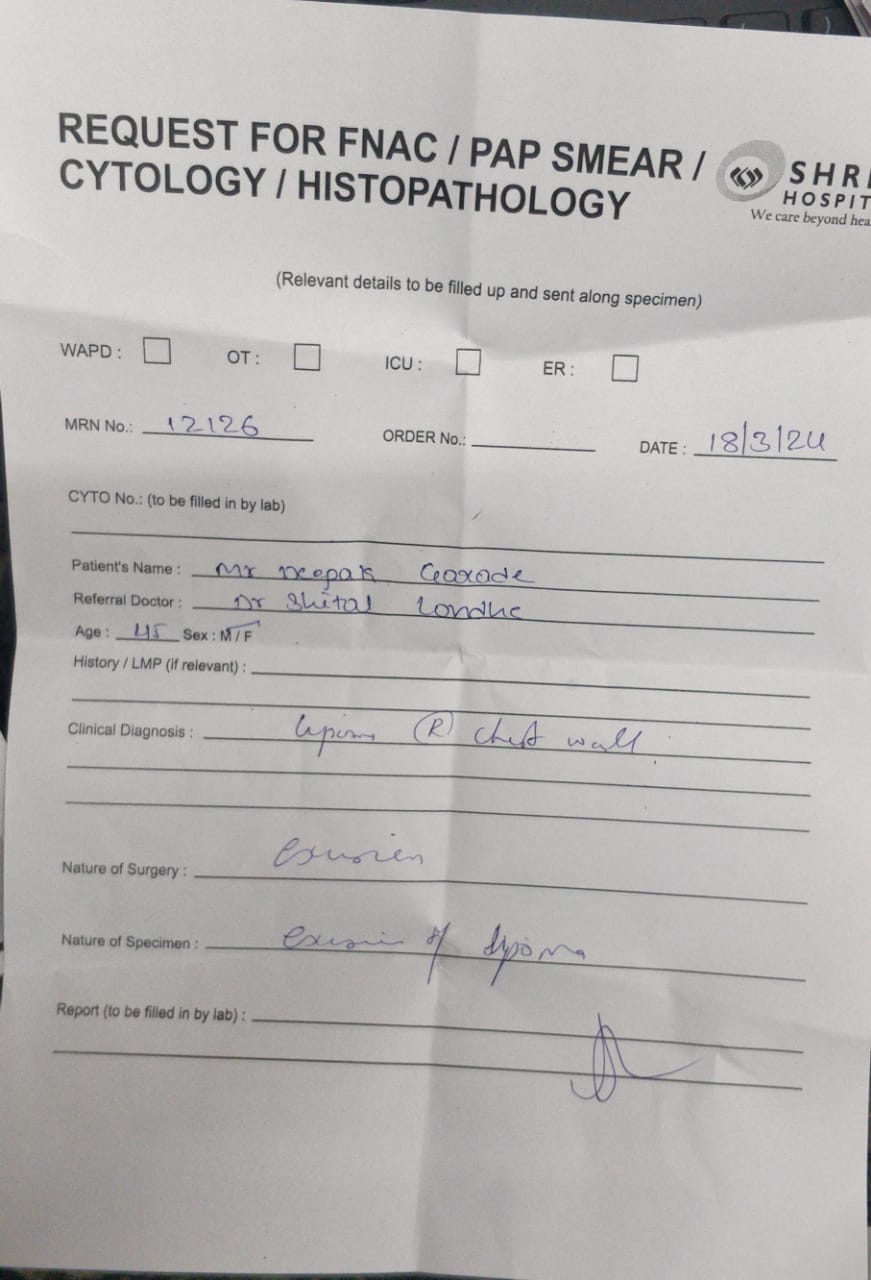 REQUEST FOR FNAC / PAP SMEAR /
CYTOLOGY / HISTOPATHOLOGY
SHRI
HOSPIT
We care beyond hea
(Relevant details to be filled up and sent along specimen)
WAPD : OT : ICU : ER :
MRN No.: 12126 ORDER No.: DATE : 18/3/24
CYTO No.: (to be filled in by lab)
Patient's Name : Mr Deepak
Referral Doctor : Dr Shital Londhe
Age : 45 Sex : M / F
History / LMP (if relevant) :
Clinical Diagnosis : Lipoma (R) chest wall
Nature of Surgery : Excision
Nature of Specimen : Excision of lipoma
Report (to be filled in by lab) :